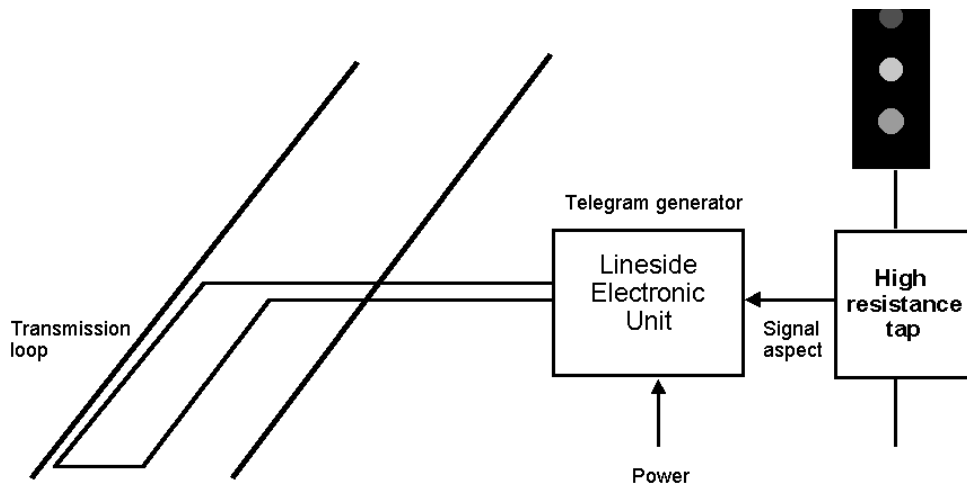 Telegram generator
Lineside
Electronic
Unit
High
resistance
tap
Transmission
loop
Signal
aspect
Power